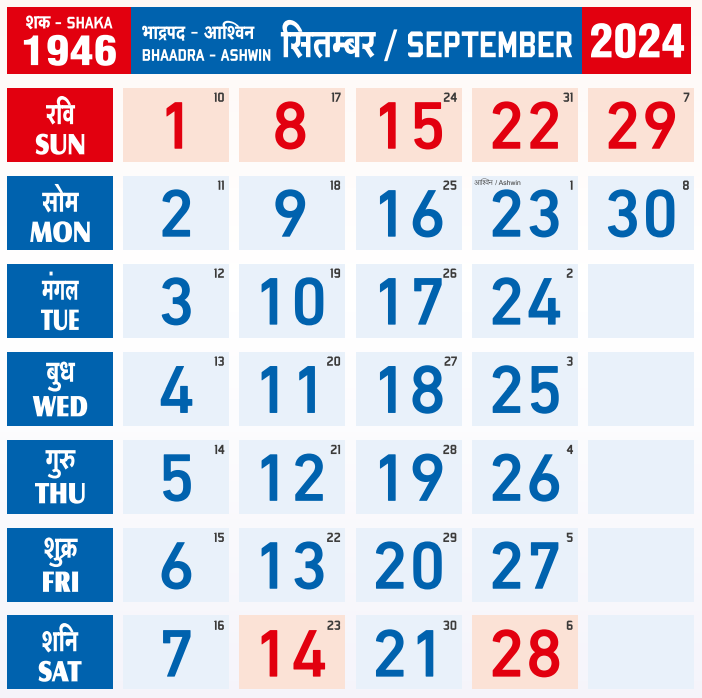 शक - SHAKA
1946
भाद्रपद - आश्विन
BHAADRA - ASHWIN
सितम्बर / SEPTEMBER
2024
रवि
SUN
1 10 8 17 15 24 22 31 29 7
सोम
MON
2 11 9 18 16 25 आश्विन / Ashwin 23 1 30 8
मंगल
TUE
3 12 10 19 17 26 24 2
बुध
WED
4 13 11 20 18 27 25 3
गुरु
THU
5 14 12 21 19 28 26 4
शुक्र
FRI
6 15 13 22 20 29 27 5
शनि
SAT
7 16 14 23 21 30 28 6